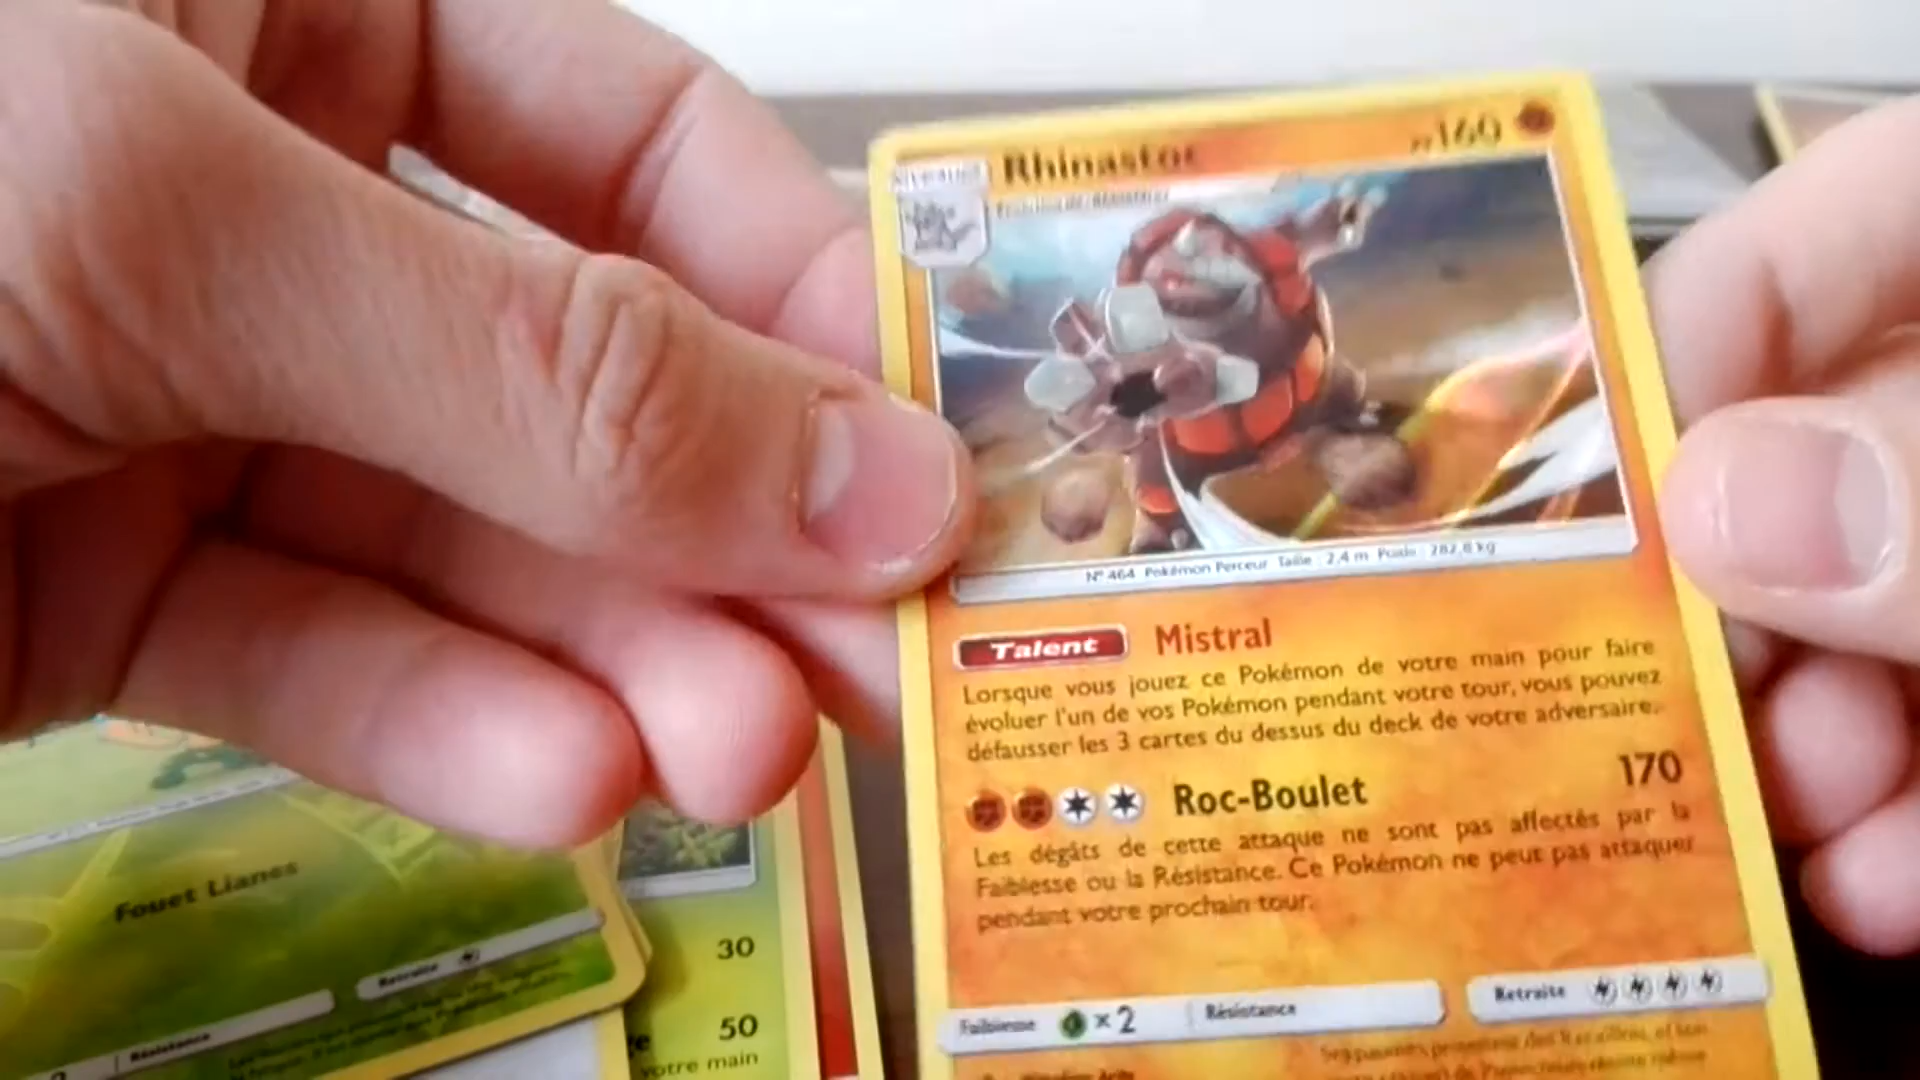 Rhinastoc
PV160
N° 464 Pokémon Perceur Taille : 2,4 m Poids : 282,8 kg
Talent Mistral
Lorsque vous jouez ce Pokémon de votre main pour faire
évoluer l'un de vos Pokémon pendant votre tour, vous pouvez
défausser les 3 cartes du dessus du deck de votre adversaire.
Roc-Boulet 170
Les dégâts de cette attaque ne sont pas affectés par la
Faiblesse ou la Résistance. Ce Pokémon ne peut pas attaquer
pendant votre prochain tour.
Faiblesse ×2 Résistance Retraite
Fouet Lianes
Retraite
Résistance
30
50
votre main